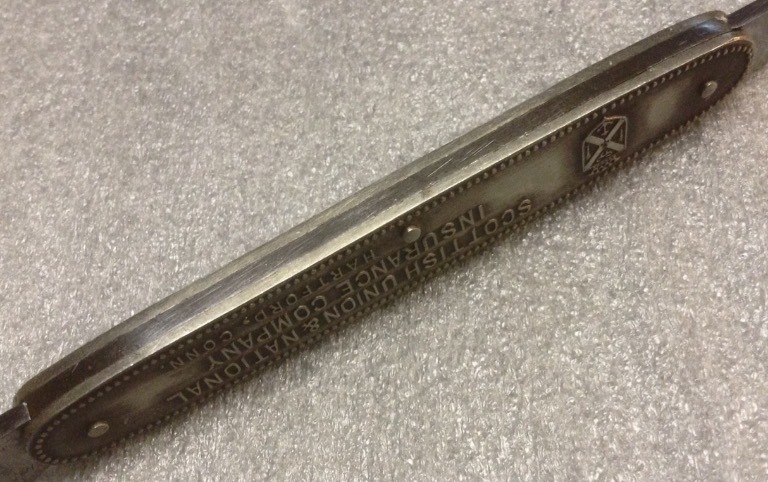 SCOTTISH UNION & NATIONAL
INSURANCE COMPANY
HARTFORD, CONN.